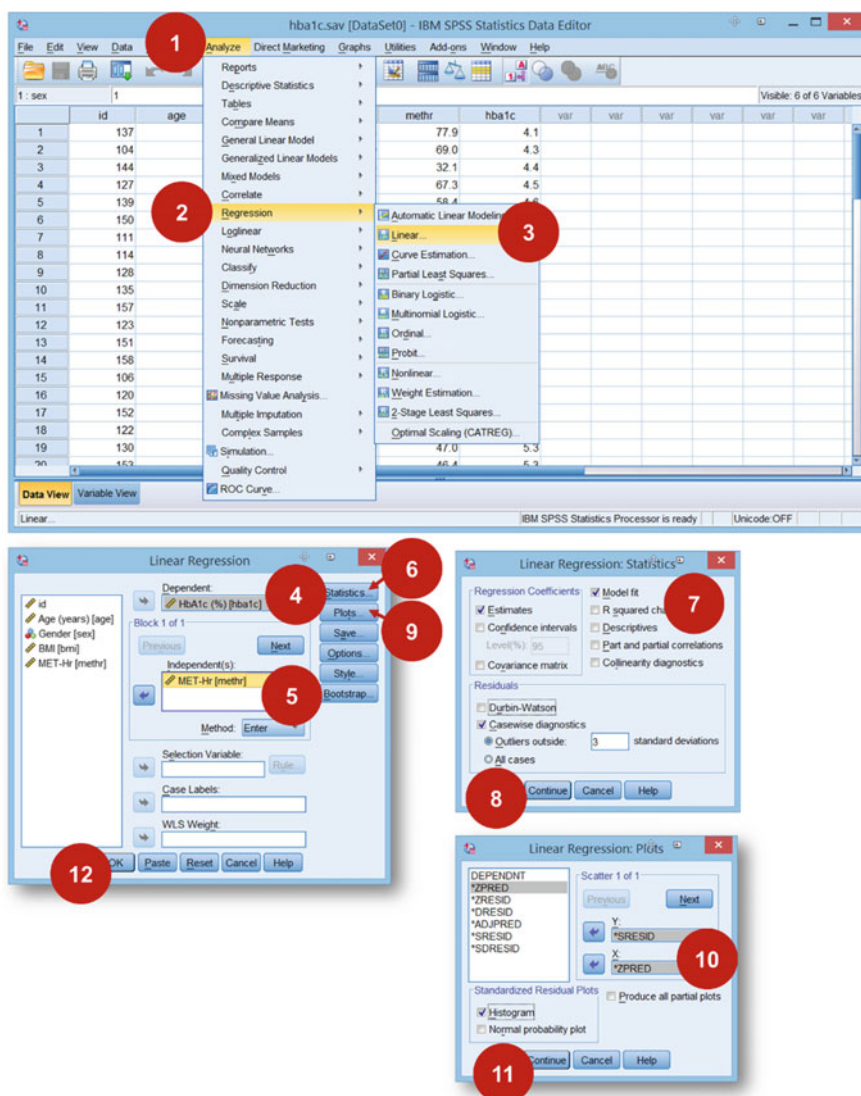 hba1c.sav [DataSet0] - IBM SPSS Statistics Data Editor
File Edit View Data 1 Analyze Direct Marketing Graphs Utilities Add-ons Window Help
1 : sex 1 Visible: 6 of 6 Variables
id age methr hba1c var var var var var
1 137 77.9 4.1
2 104 69.0 4.3
3 144 32.1 4.4
4 127 67.3 4.5
5 139 58.4 4.6
6 150
7 111
8 114
9 128
10 135
11 157
12 123
13 151
14 158
15 106
16 120
17 152
18 122
19 130 47.0 5.3
20 153 46.4 5.3
Reports
Descriptive Statistics
Tables
Compare Means
General Linear Model
Generalized Linear Models
Mixed Models
Correlate
2 Regression
Loglinear
Neural Networks
Classify
Dimension Reduction
Scale
Nonparametric Tests
Forecasting
Survival
Multiple Response
Missing Value Analysis...
Multiple Imputation
Complex Samples
Simulation...
Quality Control
ROC Curve...
Automatic Linear Modeling
Linear... 3
Curve Estimation...
Partial Least Squares...
Binary Logistic...
Multinomial Logistic...
Ordinal...
Probit...
Nonlinear...
Weight Estimation...
2-Stage Least Squares...
Optimal Scaling (CATREG)...
Data View Variable View
Linear... IBM SPSS Statistics Processor is ready Unicode:OFF
Linear Regression
id
Age (years) [age]
Gender [sex]
BMI [bmi]
MET-Hr [methr]
Dependent:
HbA1c (%) [hba1c] 4
Block 1 of 1
Previous Next
Independent(s):
MET-Hr [methr] 5
Method: Enter
Selection Variable:
Rule...
Case Labels:
WLS Weight:
Statistics... 6
Plots... 9
Save...
Options...
Style...
Bootstrap...
12 OK Paste Reset Cancel Help
Linear Regression: Statistics
Regression Coefficients
Estimates
Confidence intervals
Level(%): 95
Covariance matrix
Model fit
R squared 7
Descriptives
Part and partial correlations
Collinearity diagnostics
Residuals
Durbin-Watson
Casewise diagnostics
Outliers outside: 3 standard deviations
All cases
8 Continue Cancel Help
Linear Regression: Plots
DEPENDNT
*ZPRED
*ZRESID
*DRESID
*ADJPRED
*SRESID
*SDRESID
Scatter 1 of 1
Previous Next
Y:
*SRESID
X:
*ZPRED 10
Standardized Residual Plots
Histogram
Normal probability plot
Produce all partial plots
11 Continue Cancel Help